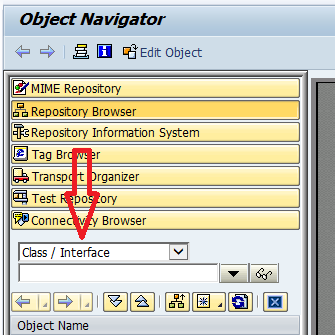 Object Navigator
Edit Object
MIME Repository
Repository Browser
Repository Information System
Tag Browser
Transport Organizer
Test Repository
Connectivity Browser
Class / Interface
Object Name